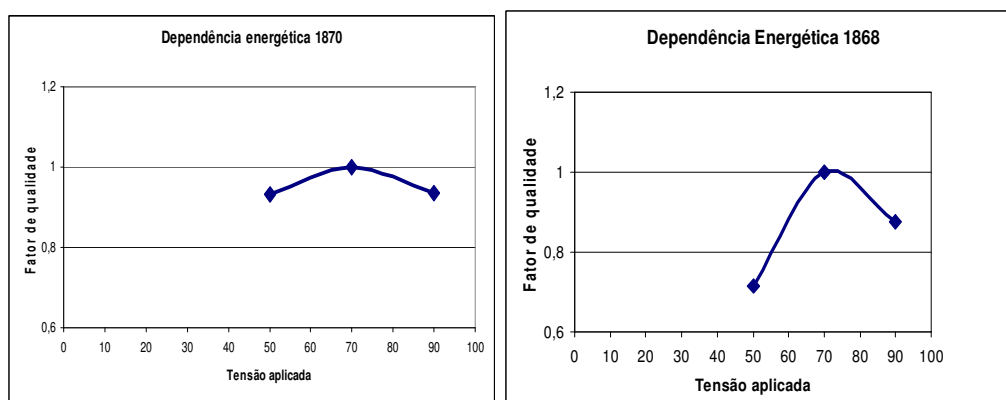 Dependência energética 1870
1,2
1
0,8
0,6
Fator de qualidade
0 10 20 30 40 50 60 70 80 90 100
Tensão aplicada
Dependência Energética 1868
1,2
1
0,8
0,6
Fator de qualidade
0 10 20 30 40 50 60 70 80 90 100
Tensão aplicada